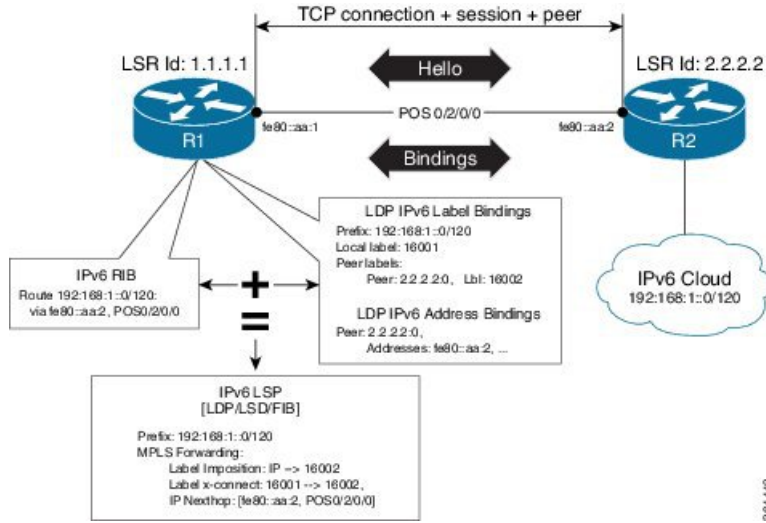 TCP connection + session + peer
LSR Id: 1.1.1.1
LSR Id: 2.2.2.2
Hello
fe80::aa:1
POS 0/2/0/0
fe80::aa:2
R1
R2
Bindings
LDP IPv6 Label Bindings
Prefix: 192:168:1::0/120
Local label: 16001
Peer labels:
Peer: 2.2.2.2:0, Lbl: 16002
LDP IPv6 Address Bindings
Peer: 2.2.2.2:0,
Addresses: fe80::aa:2, ...
IPv6 RIB
Route 192:168:1::0/120:
via fe80::aa:2, POS0/2/0/0
+
=
IPv6 Cloud
192:168:1::0/120
IPv6 LSP
[LDP/LSD/FIB]
Prefix: 192:168:1::0/120
MPLS Forwarding:
Label Imposition: IP --> 16002
Label x-connect: 16001 --> 16002,
IP Nexthop: [fe80::aa:2, POS0/2/0/0]